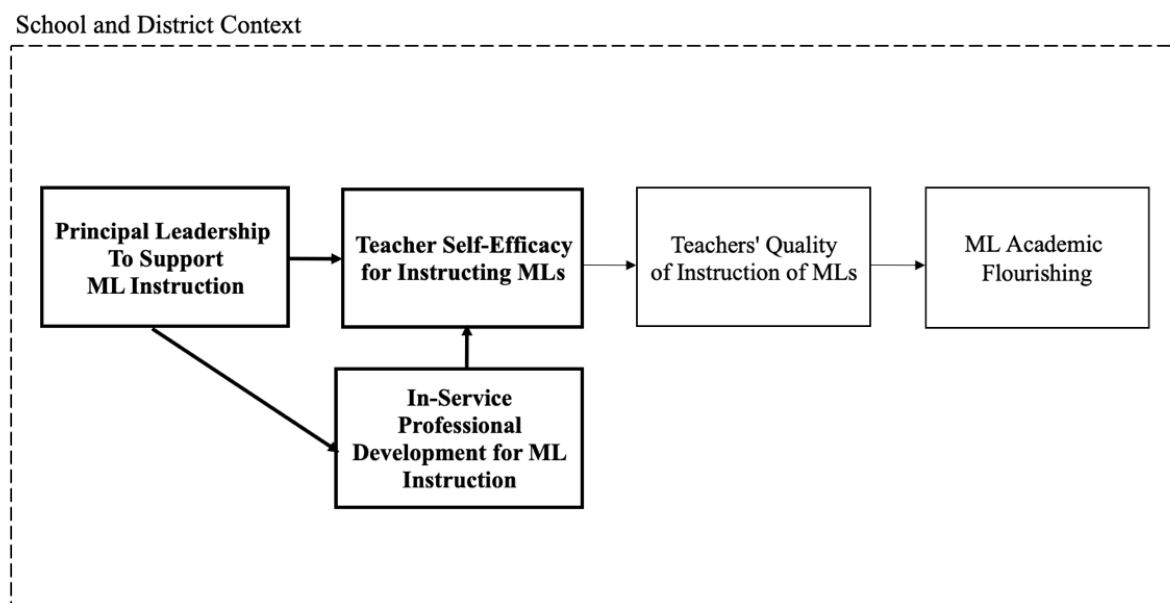 School and District Context
Principal Leadership
To Support
ML Instruction
Teacher Self-Efficacy
for Instructing MLs
Teachers' Quality
of Instruction of MLs
ML Academic
Flourishing
In-Service
Professional
Development for ML
Instruction